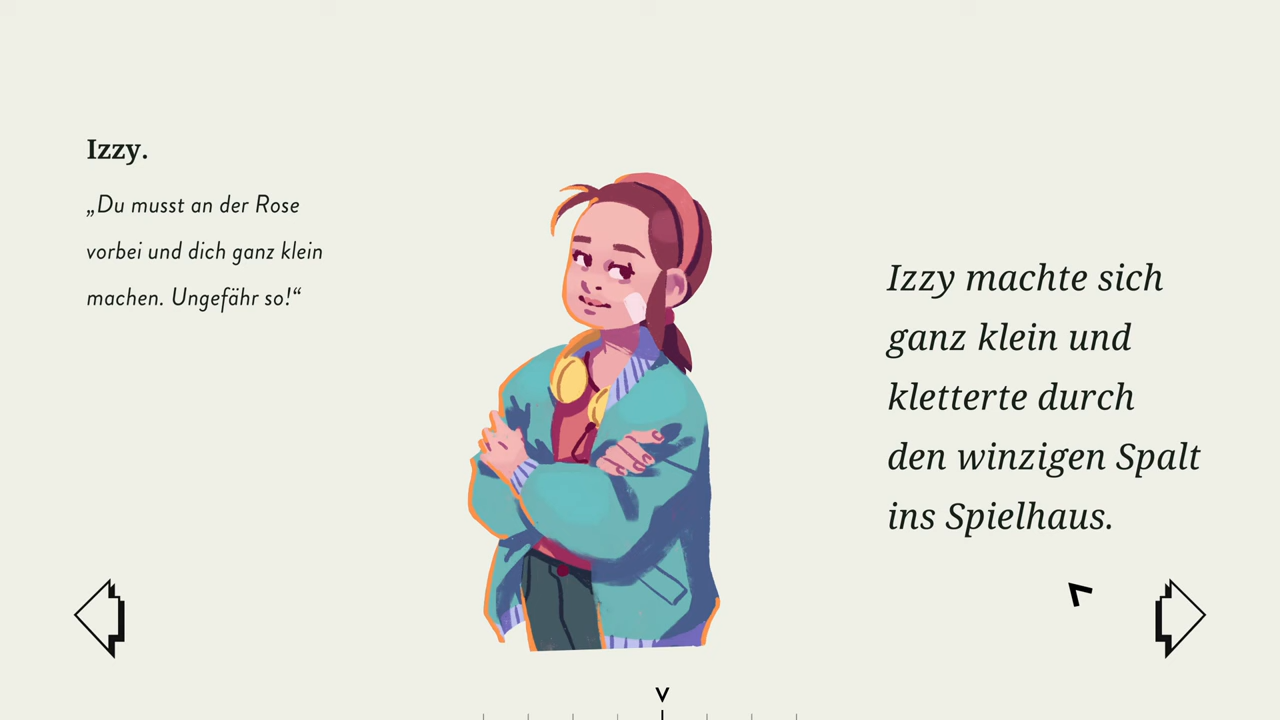 Izzy.
„Du musst an der Rose
vorbei und dich ganz klein
machen. Ungefähr so!“
Izzy machte sich
ganz klein und
kletterte durch
den winzigen Spalt
ins Spielhaus.